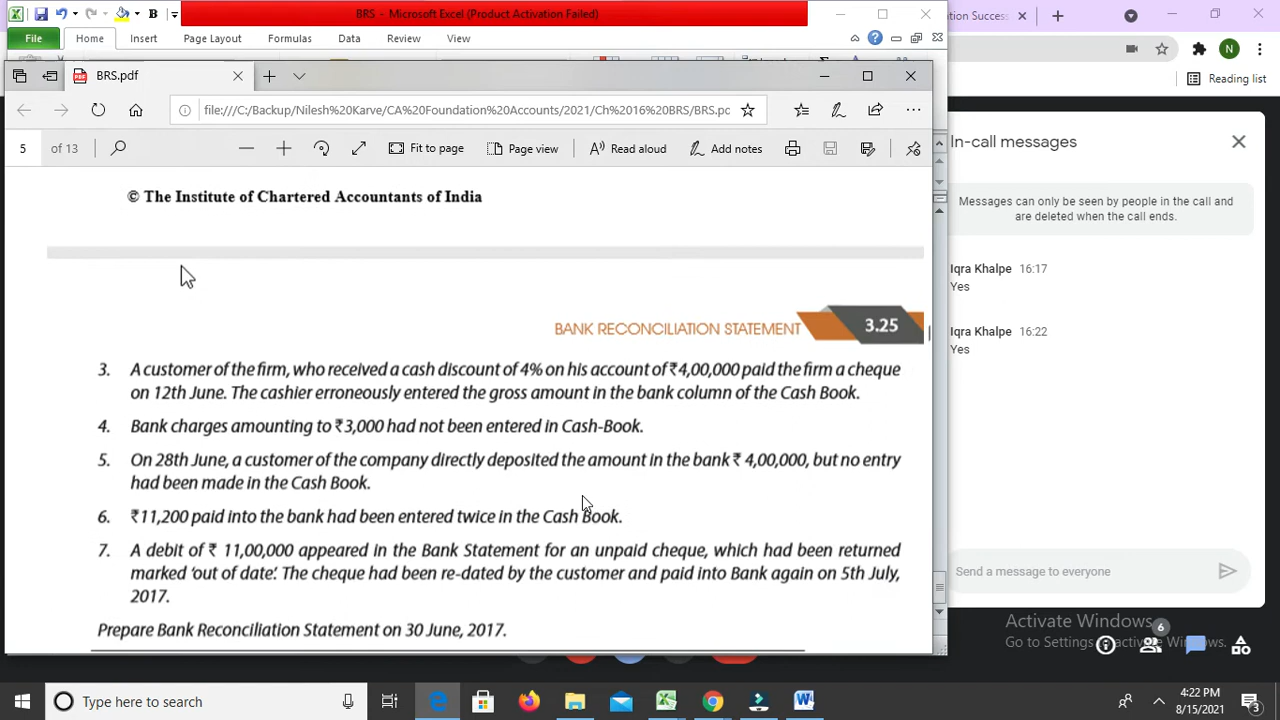 BRS - Microsoft Excel (Product Activation Failed)
tion Succes
File Home Insert Page Layout Formulas Data Review View
BRS.pdf
Reading list
file:///C:/Backup/Nilesh%20Karve/CA%20Foundation%20Accounts/2021/Ch%2016%20BRS/BRS.pc
5 of 13 Fit to page Page view Read aloud Add notes
In-call messages
© The Institute of Chartered Accountants of India
Messages can only be seen by people in the call and
are deleted when the call ends.
Iqra Khalpe 16:17
Yes
Iqra Khalpe 16:22
Yes
BANK RECONCILIATION STATEMENT 3.25
3. A customer of the firm, who received a cash discount of 4% on his account of ₹4,00,000 paid the firm a cheque
on 12th June. The cashier erroneously entered the gross amount in the bank column of the Cash Book.
4. Bank charges amounting to ₹3,000 had not been entered in Cash-Book.
5. On 28th June, a customer of the company directly deposited the amount in the bank ₹ 4,00,000, but no entry
had been made in the Cash Book.
6. ₹11,200 paid into the bank had been entered twice in the Cash Book.
7. A debit of ₹ 11,00,000 appeared in the Bank Statement for an unpaid cheque, which had been returned
marked 'out of date'. The cheque had been re-dated by the customer and paid into Bank again on 5th July,
2017.
Prepare Bank Reconciliation Statement on 30 June, 2017.
Send a message to everyone
Activate Windows
Go to Settings to activate Windows.
6
Type here to search
4:22 PM
8/15/2021
3